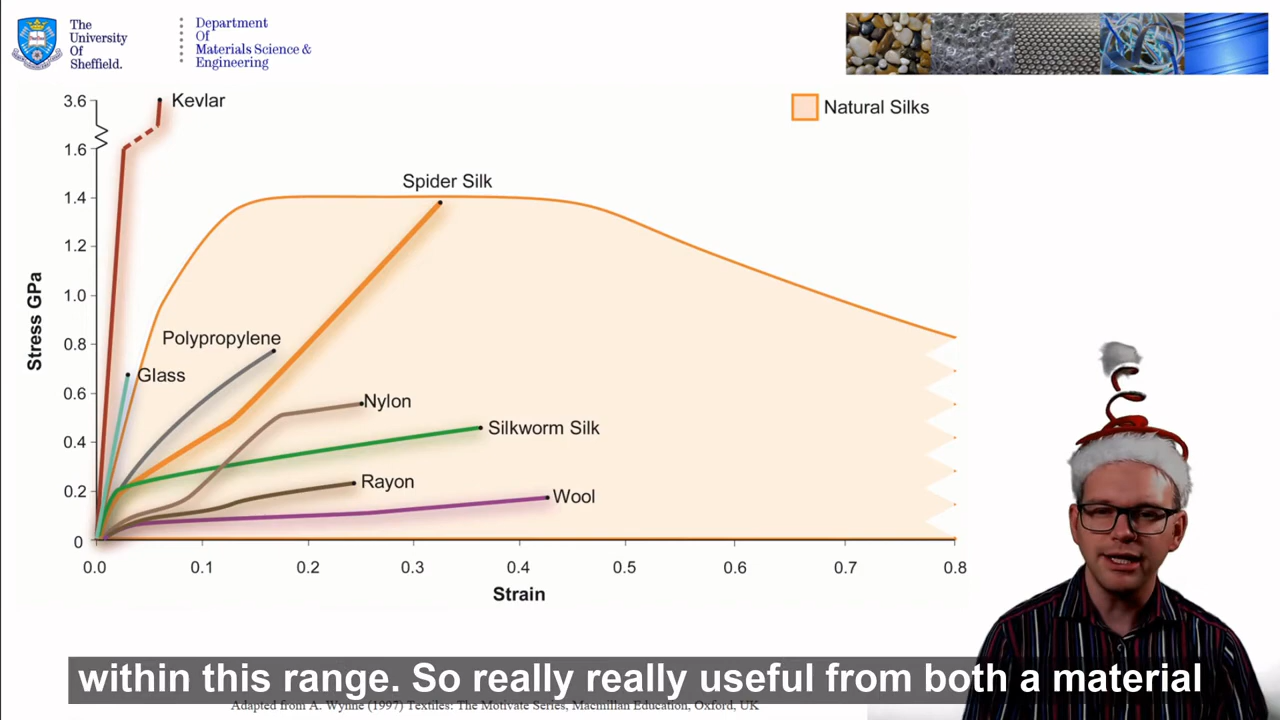 The
University
Of
Sheffield.
Department
Of
Materials Science &
Engineering
3.6
Kevlar
Natural Silks
1.6
Spider Silk
1.4
1.2
1.0
Stress GPa
Polypropylene
0.8
Glass
0.6
Nylon
Silkworm Silk
0.4
Rayon
0.2
Wool
0
0.0 0.1 0.2 0.3 0.4 0.5 0.6 0.7 0.8
Strain
within this range. So really really useful from both a material
Adapted from A. Wynne (1997) Textiles: The Motivate Series, Macmillan Education, Oxford, UK